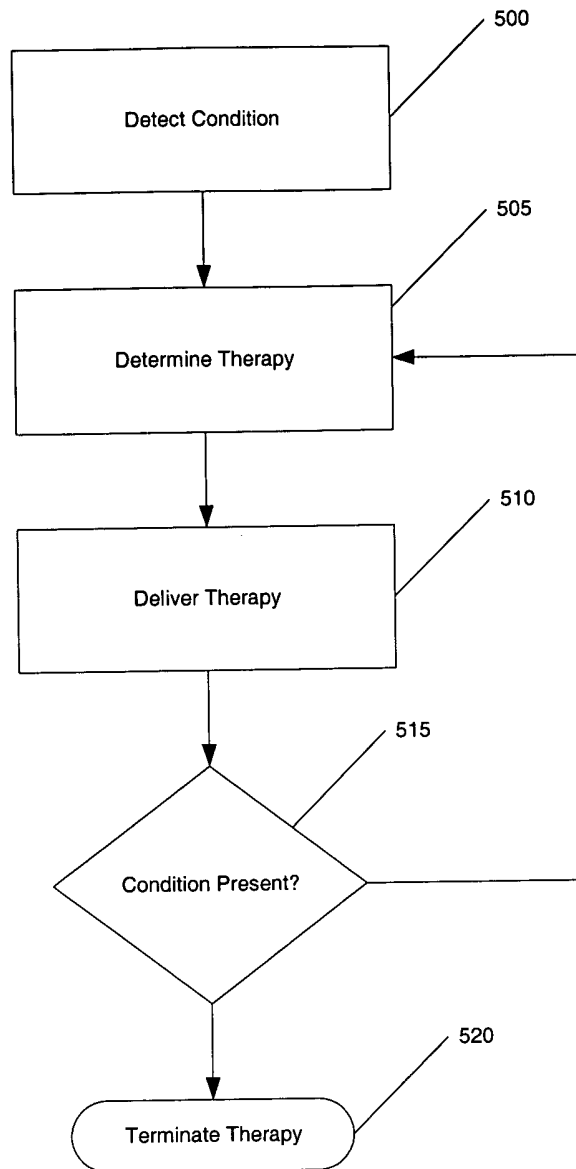 500
Detect Condition
505
Determine Therapy
510
Deliver Therapy
515
Condition Present?
520
Terminate Therapy